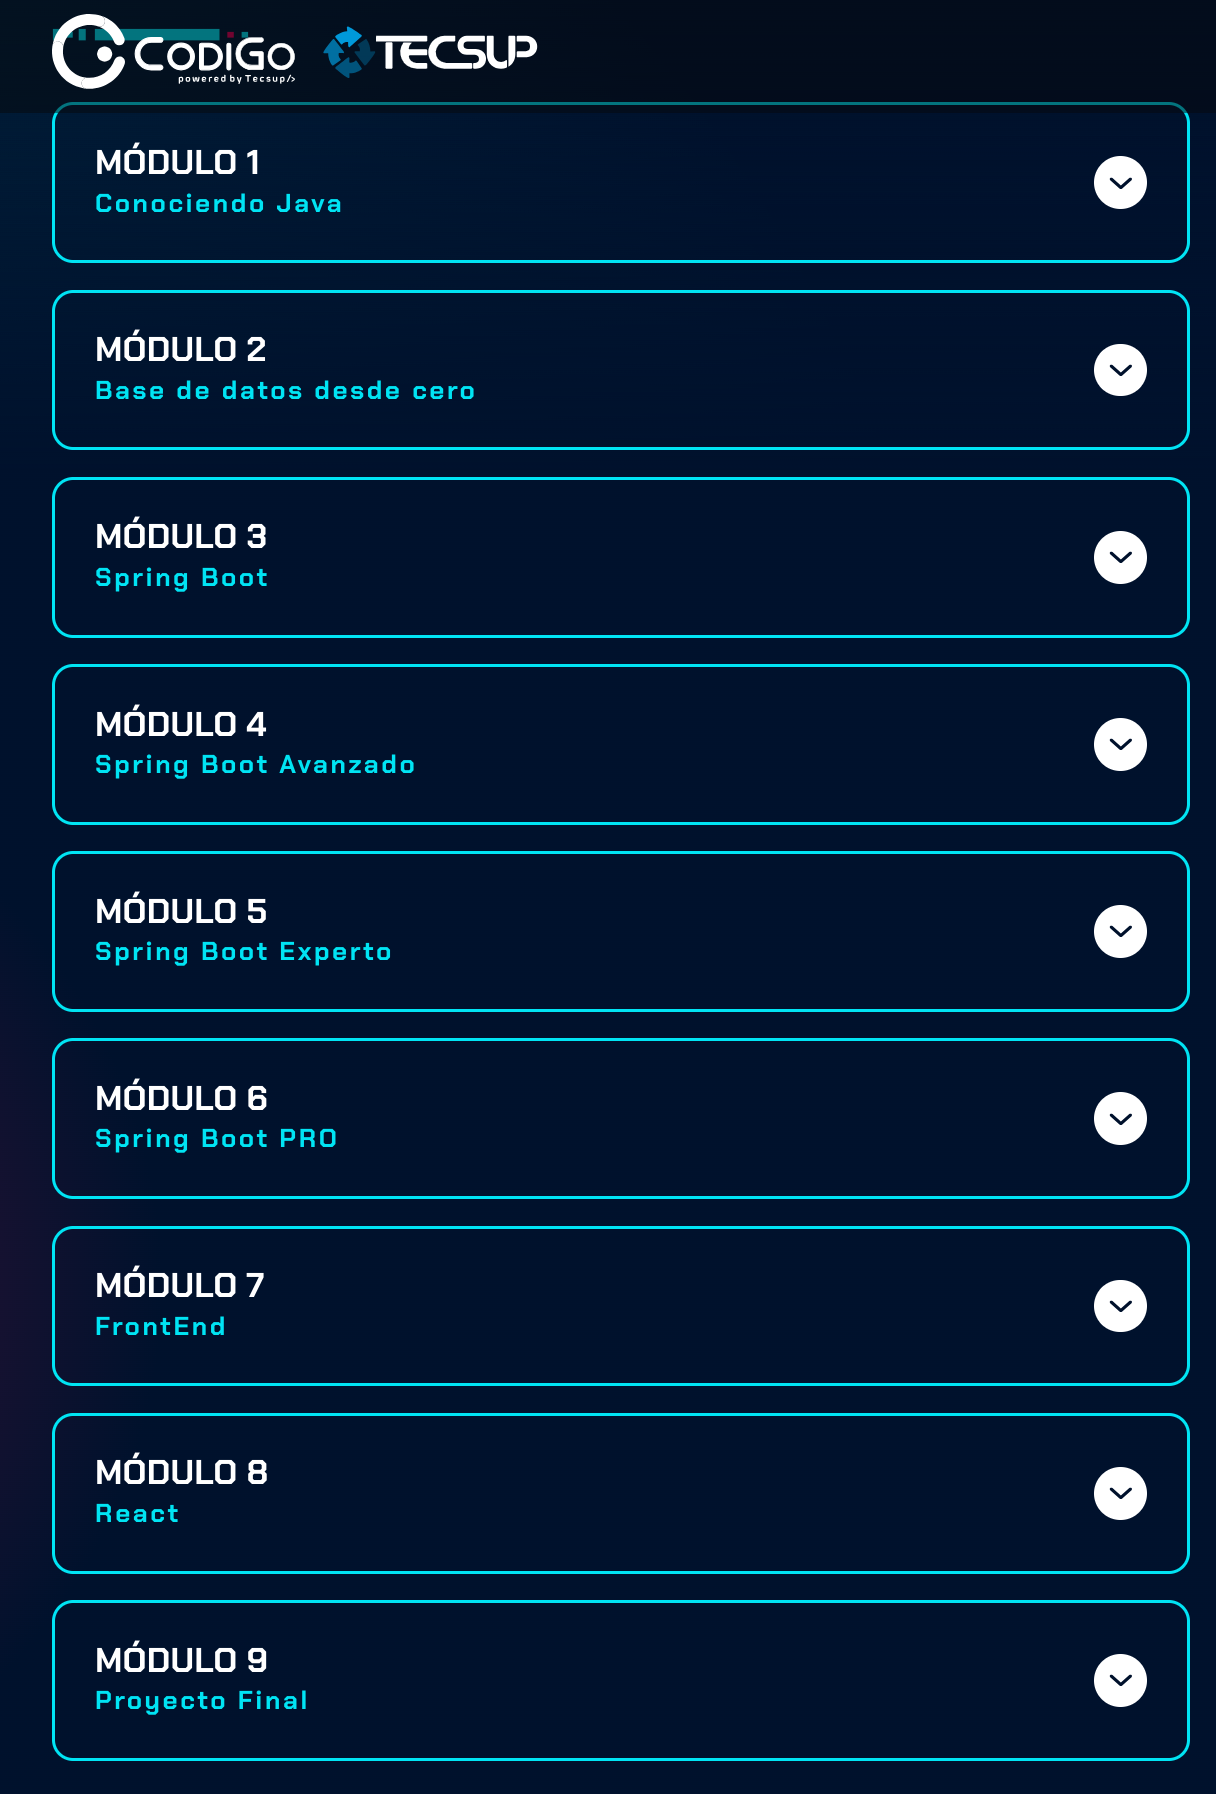 CODiGO
powered by Tecsup/>
TECSUP
MÓDULO 1
Conociendo Java
MÓDULO 2
Base de datos desde cero
MÓDULO 3
Spring Boot
MÓDULO 4
Spring Boot Avanzado
MÓDULO 5
Spring Boot Experto
MÓDULO 6
Spring Boot PRO
MÓDULO 7
FrontEnd
MÓDULO 8
React
MÓDULO 9
Proyecto Final